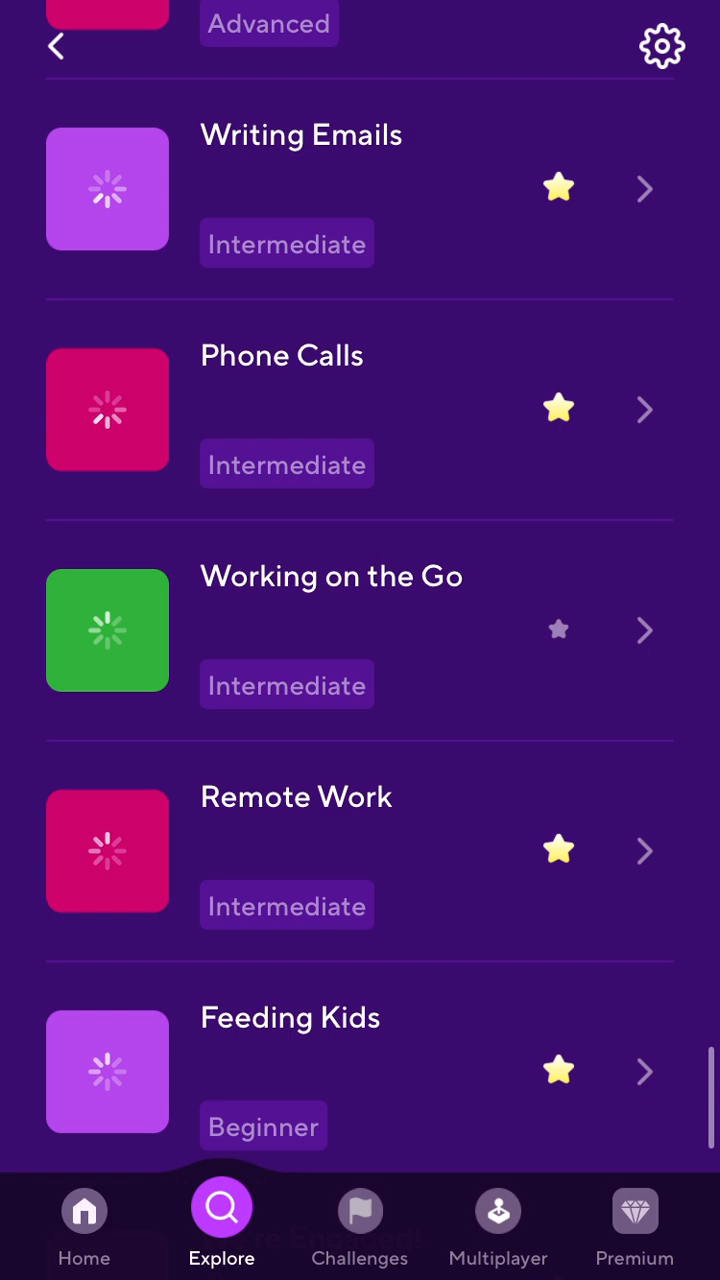 Advanced
Writing Emails
Intermediate
Phone Calls
Intermediate
Working on the Go
Intermediate
Remote Work
Intermediate
Feeding Kids
Beginner
Home
Explore
Challenges
Multiplayer
Premium